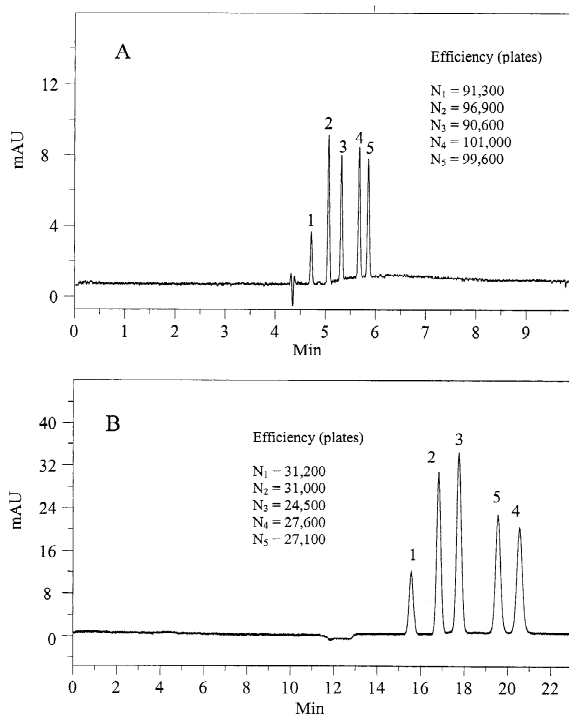 A
Efficiency (plates)
N1 = 91,300
N2 = 96,900
N3 = 90,600
N4 = 101,000
N5 = 99,600
12
8
4
0
mAU
1
2
3
4
5
0 1 2 3 4 5 6 7 8 9
Min
B
Efficiency (plates)
N1 = 31,200
N2 = 31,000
N3 = 24,500
N4 = 27,600
N5 = 27,100
40
32
24
16
8
0
mAU
1
2
3
5
4
0 2 4 6 8 10 12 14 16 18 20 22
Min